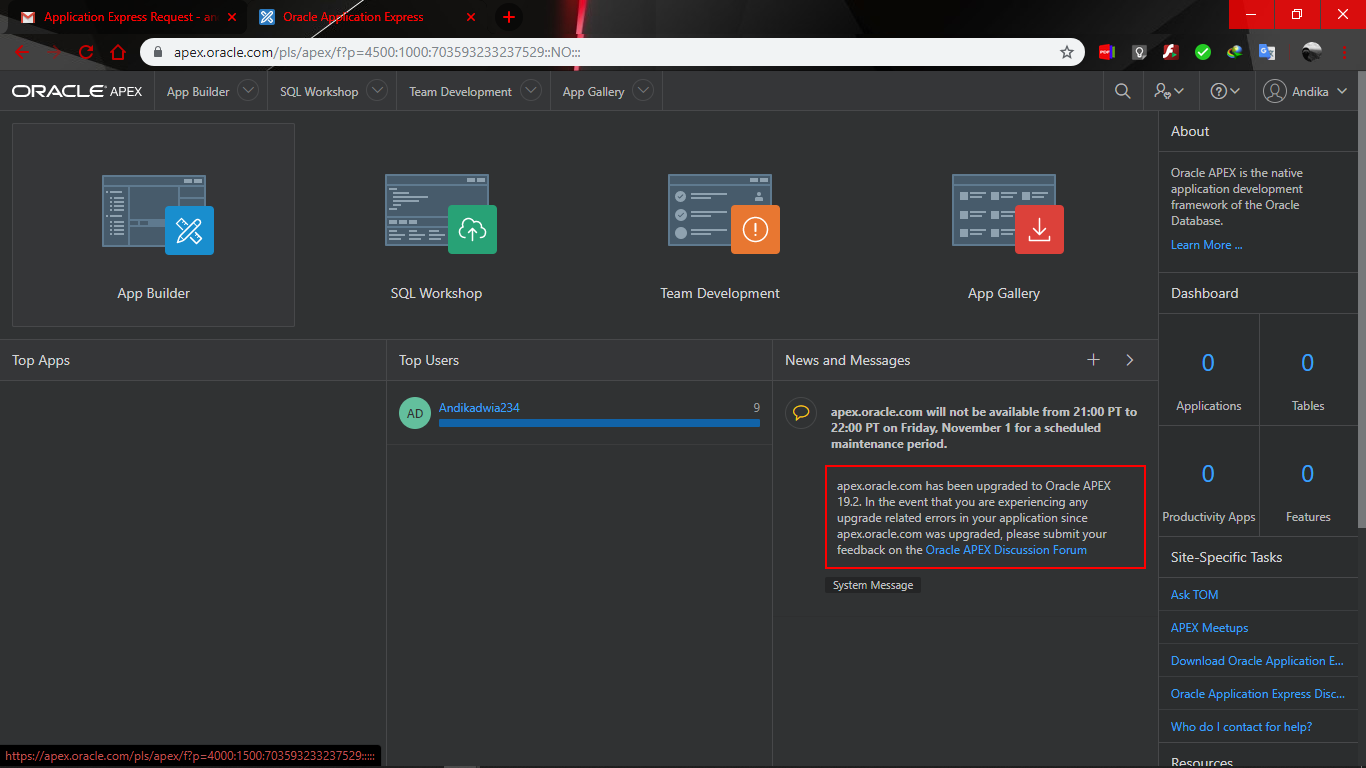 Application Express Request - an
Oracle Application Express
apex.oracle.com/pls/apex/f?p=4500:1000:703593233237529::NO:::
ORACLE APEX
App Builder
SQL Workshop
Team Development
App Gallery
Andika
App Builder
SQL Workshop
Team Development
App Gallery
Top Apps
Top Users
AD
Andikadwia234
9
News and Messages
apex.oracle.com will not be available from 21:00 PT to
22:00 PT on Friday, November 1 for a scheduled
maintenance period.
apex.oracle.com has been upgraded to Oracle APEX
19.2. In the event that you are experiencing any
upgrade related errors in your application since
apex.oracle.com was upgraded, please submit your
feedback on the Oracle APEX Discussion Forum
System Message
About
Oracle APEX is the native
application development
framework of the Oracle
Database.
Learn More ...
Dashboard
0
0
Applications
Tables
0
0
Productivity Apps
Features
Site-Specific Tasks
Ask TOM
APEX Meetups
Download Oracle Application E...
Oracle Application Express Disc...
Who do I contact for help?
Resources
https://apex.oracle.com/pls/apex/f?p=4000:1500:703593233237529:::::